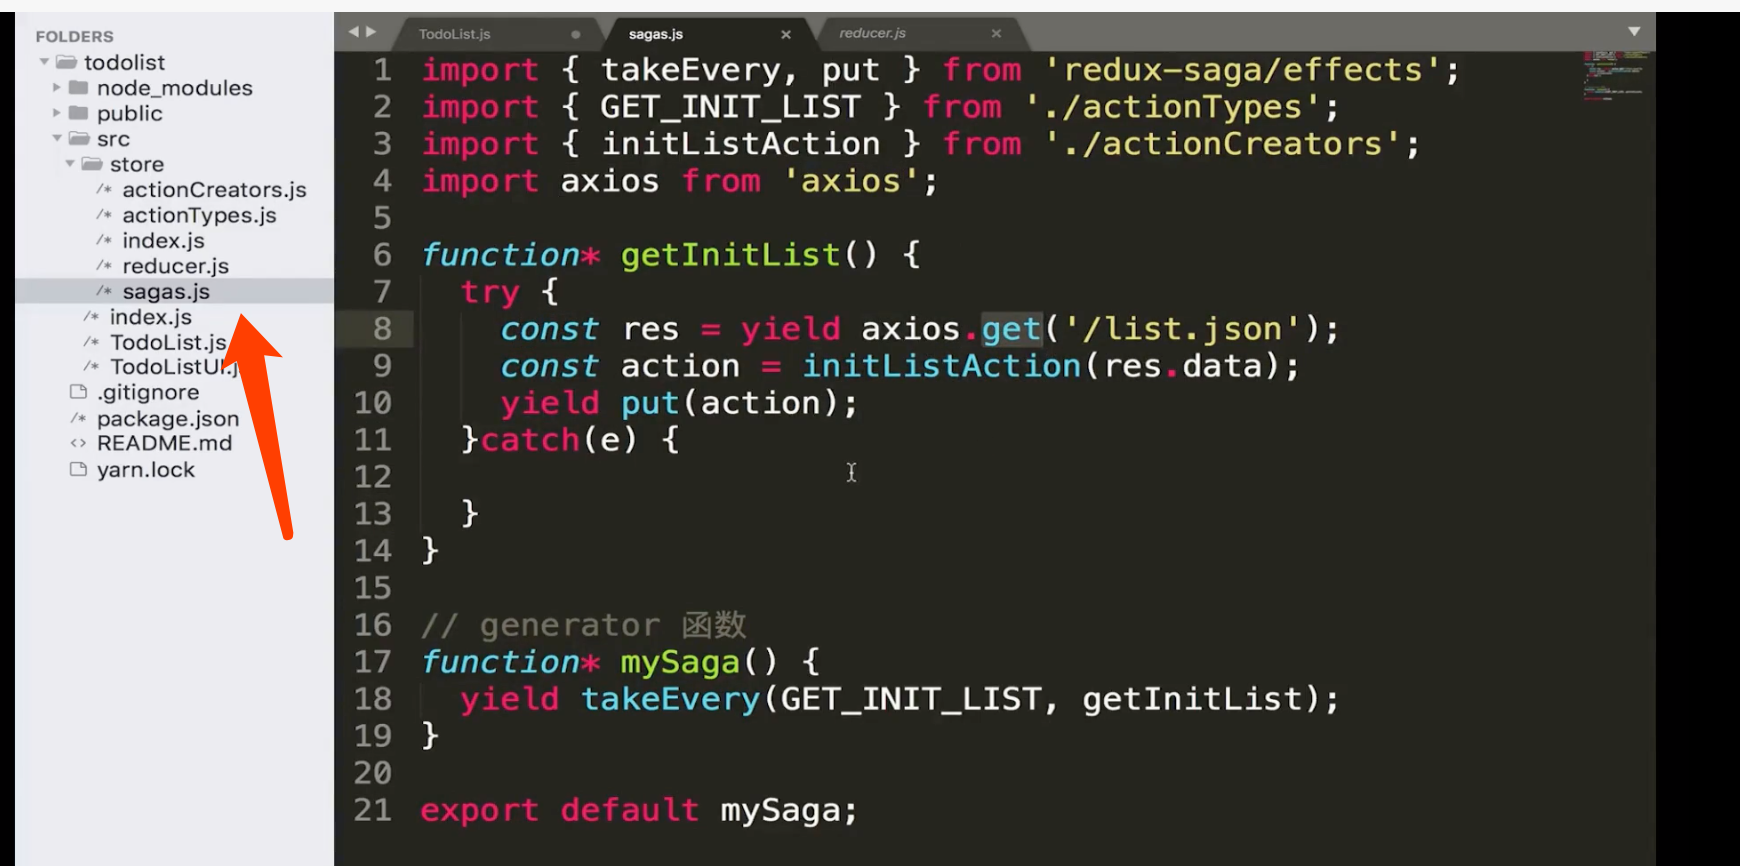 FOLDERS
todolist
node_modules
public
src
store
/* actionCreators.js
/* actionTypes.js
/* index.js
/* reducer.js
/* sagas.js
/* index.js
/* TodoList.js
/* TodoListUI.js
.gitignore
/* package.json
<> README.md
yarn.lock
TodoList.js
sagas.js ×
reducer.js ×
1 import { takeEvery, put } from 'redux-saga/effects';
2 import { GET_INIT_LIST } from './actionTypes';
3 import { initListAction } from './actionCreators';
4 import axios from 'axios';
5
6 function* getInitList() {
7 try {
8 const res = yield axios.get('/list.json');
9 const action = initListAction(res.data);
10 yield put(action);
11 }catch(e) {
12
13 }
14 }
15
16 // generator 函数
17 function* mySaga() {
18 yield takeEvery(GET_INIT_LIST, getInitList);
19 }
20
21 export default mySaga;